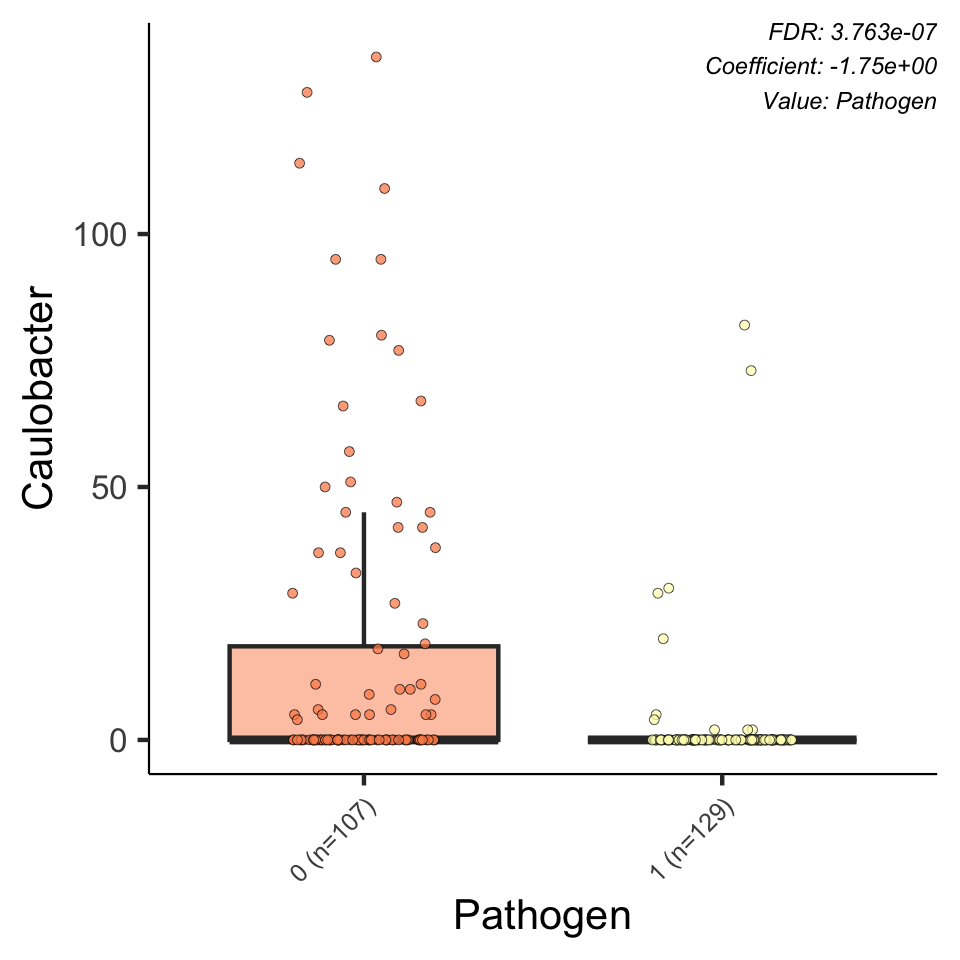 FDR: 3.763e-07
Coefficient: -1.75e+00
Value: Pathogen
Caulobacter
100
50
0
0 (n=107)
1 (n=129)
Pathogen